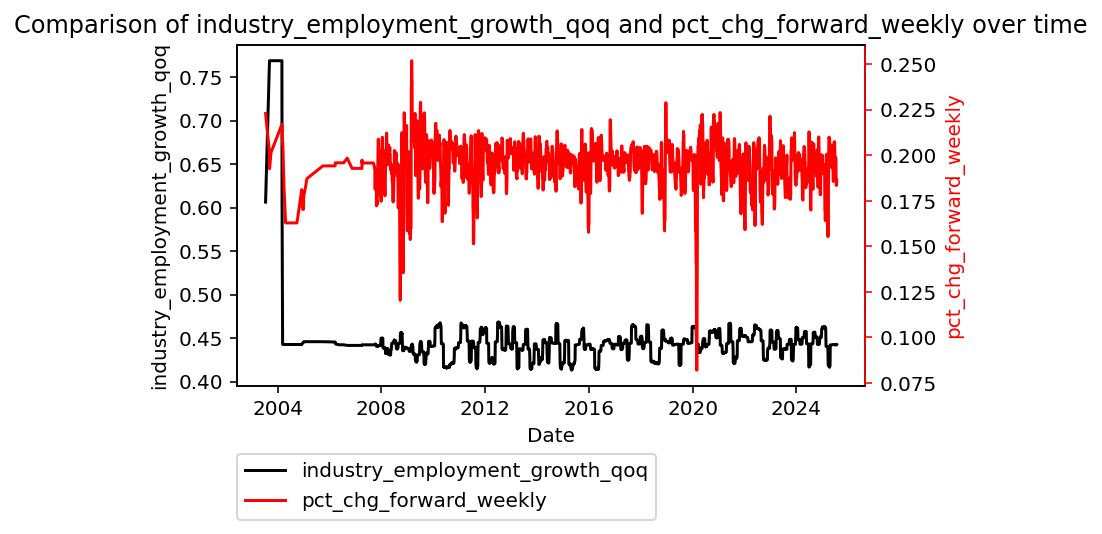 Comparison of industry_employment_growth_qoq and pct_chg_forward_weekly over time
industry_employment_growth_qoq
0.75
0.70
0.65
0.60
0.55
0.50
0.45
0.40
0.250
0.225
0.200
0.175
0.150
0.125
0.100
0.075
pct_chg_forward_weekly
2004 2008 2012 2016 2020 2024
Date
industry_employment_growth_qoq
pct_chg_forward_weekly